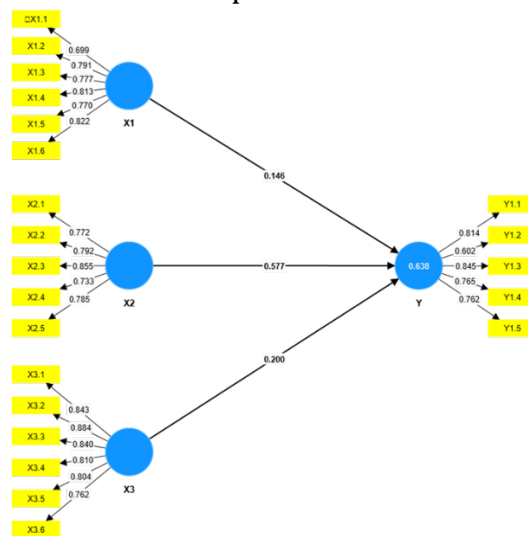 □X1.1
X1.2
X1.3
X1.4
X1.5
X1.6
0.699
0.791
0.777
0.813
0.770
0.822
X1
0.146
X2.1
X2.2
X2.3
X2.4
X2.5
0.772
0.792
0.855
0.733
0.785
X2
0.577
X3.1
X3.2
X3.3
X3.4
X3.5
X3.6
0.843
0.884
0.840
0.810
0.804
0.762
X3
0.200
0.638
Y
0.814
0.602
0.845
0.765
0.762
Y1.1
Y1.2
Y1.3
Y1.4
Y1.5